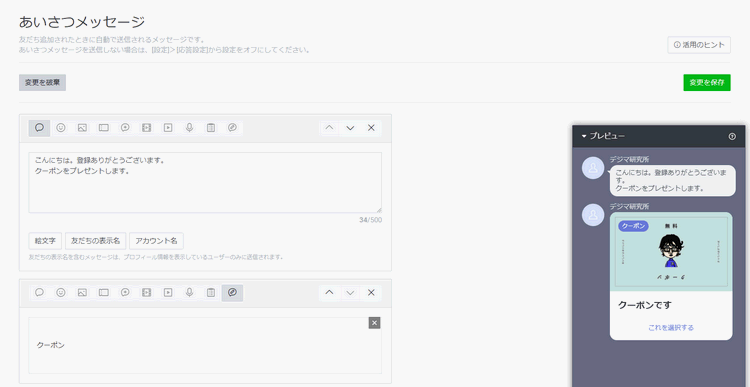 あいさつメッセージ
友だち追加されたときに自動で送信されるメッセージです。
あいさつメッセージを送信しない場合は、[設定]>[応答設定]から設定をオフにしてください。
活用のヒント
変更を破棄
変更を保存
こんにちは。登録ありがとうございます。
クーポンをプレゼントします。
34/500
絵文字
友だちの表示名
アカウント名
友だちの表示名を含むメッセージは、プロフィール情報を表示しているユーザーのみに送信されます。
クーポン
プレビュー
デジマ研究所
こんにちは。登録ありがとうございま
す。
クーポンをプレゼントします。
デジマ研究所
クーポン
無料
クーポンです
これを選択する